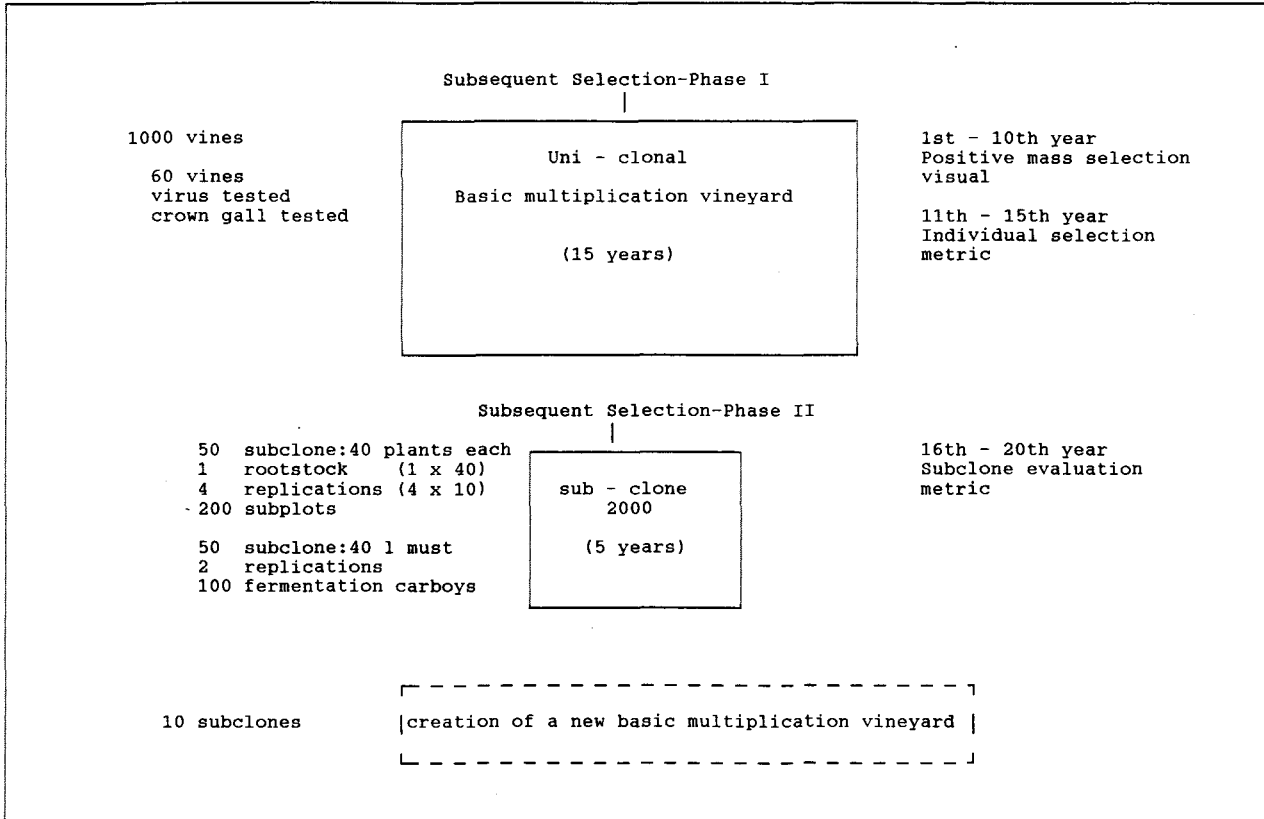 Subsequent Selection-Phase I
1000 vines
60 vines
virus tested
crown gall tested
Uni - clonal
Basic multiplication vineyard
(15 years)
1st - 10th year
Positive mass selection
visual
11th - 15th year
Individual selection
metric
Subsequent Selection-Phase II
50 subclone:40 plants each
1 rootstock (1 x 40)
4 replications (4 x 10)
200 subplots
50 subclone:40 l must
2 replications
100 fermentation carboys
sub - clone
2000
(5 years)
16th - 20th year
Subclone evaluation
metric
10 subclones
creation of a new basic multiplication vineyard